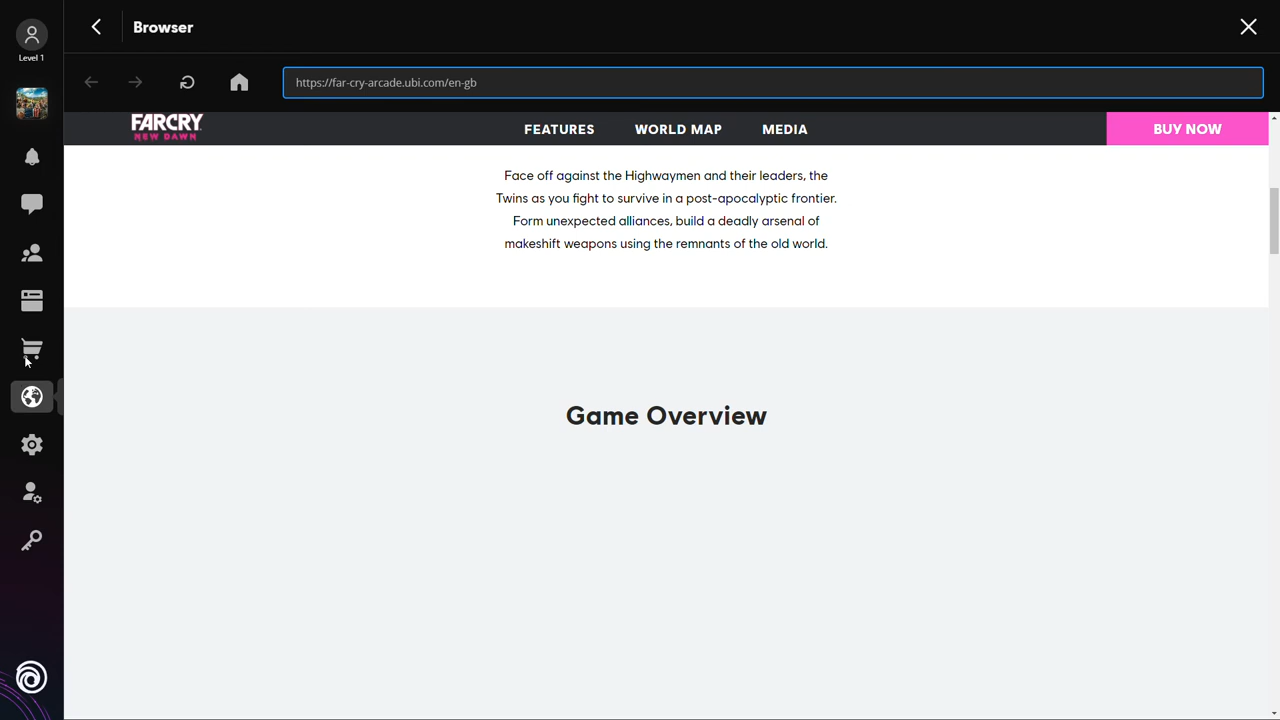 Browser
Level 1
https://far-cry-arcade.ubi.com/en-gb
FARCRY
NEW DAWN
FEATURES
WORLD MAP
MEDIA
BUY NOW
Face off against the Highwaymen and their leaders, the
Twins as you fight to survive in a post-apocalyptic frontier.
Form unexpected alliances, build a deadly arsenal of
makeshift weapons using the remnants of the old world.
Game Overview